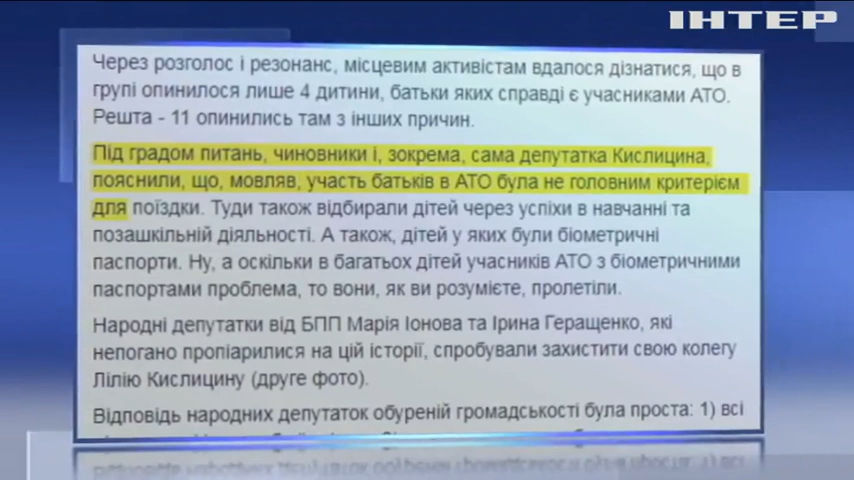 ІНТЕР
Через розголос і резонанс, місцевим активістам вдалося дізнатися, що в
групі опинилося лише 4 дитини, батьки яких справді є учасниками АТО.
Решта - 11 опинились там з інших причин.
Під градом питань, чиновники і, зокрема, сама депутатка Кислицина,
пояснили, що, мовляв, участь батьків в АТО була не головним критерієм
для поїздки. Туди також відбирали дітей через успіхи в навчанні та
позашкільній діяльності. А також, дітей у яких були біометричні
паспорти. Ну, а оскільки в багатьох дітей учасників АТО з біометричними
паспортами проблема, то вони, як ви розумієте, пролетіли.
Народні депутатки від БПП Марія Іонова та Ірина Геращенко, які
непогано пропіарилися на цій історії, спробували захистити свою колегу
Лілію Кислицину (друге фото).
Відповідь народних депутаток обуреній громадськості була проста: 1) всі